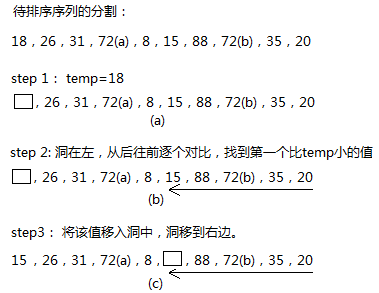 待排序序列的分割：
18，26，31，72(a)，8，15，88，72(b)，35，20
step 1： temp=18
，26，31，72(a)，8，15，88，72(b)，35，20
(a)
step 2: 洞在左，从后往前逐个对比，找到第一个比temp小的值
，26，31，72(a)，8，15，88，72(b)，35，20
(b)
step3： 将该值移入洞中，洞移到右边。
15，26，31，72(a)，8， ，88，72(b)，35，20
(c)